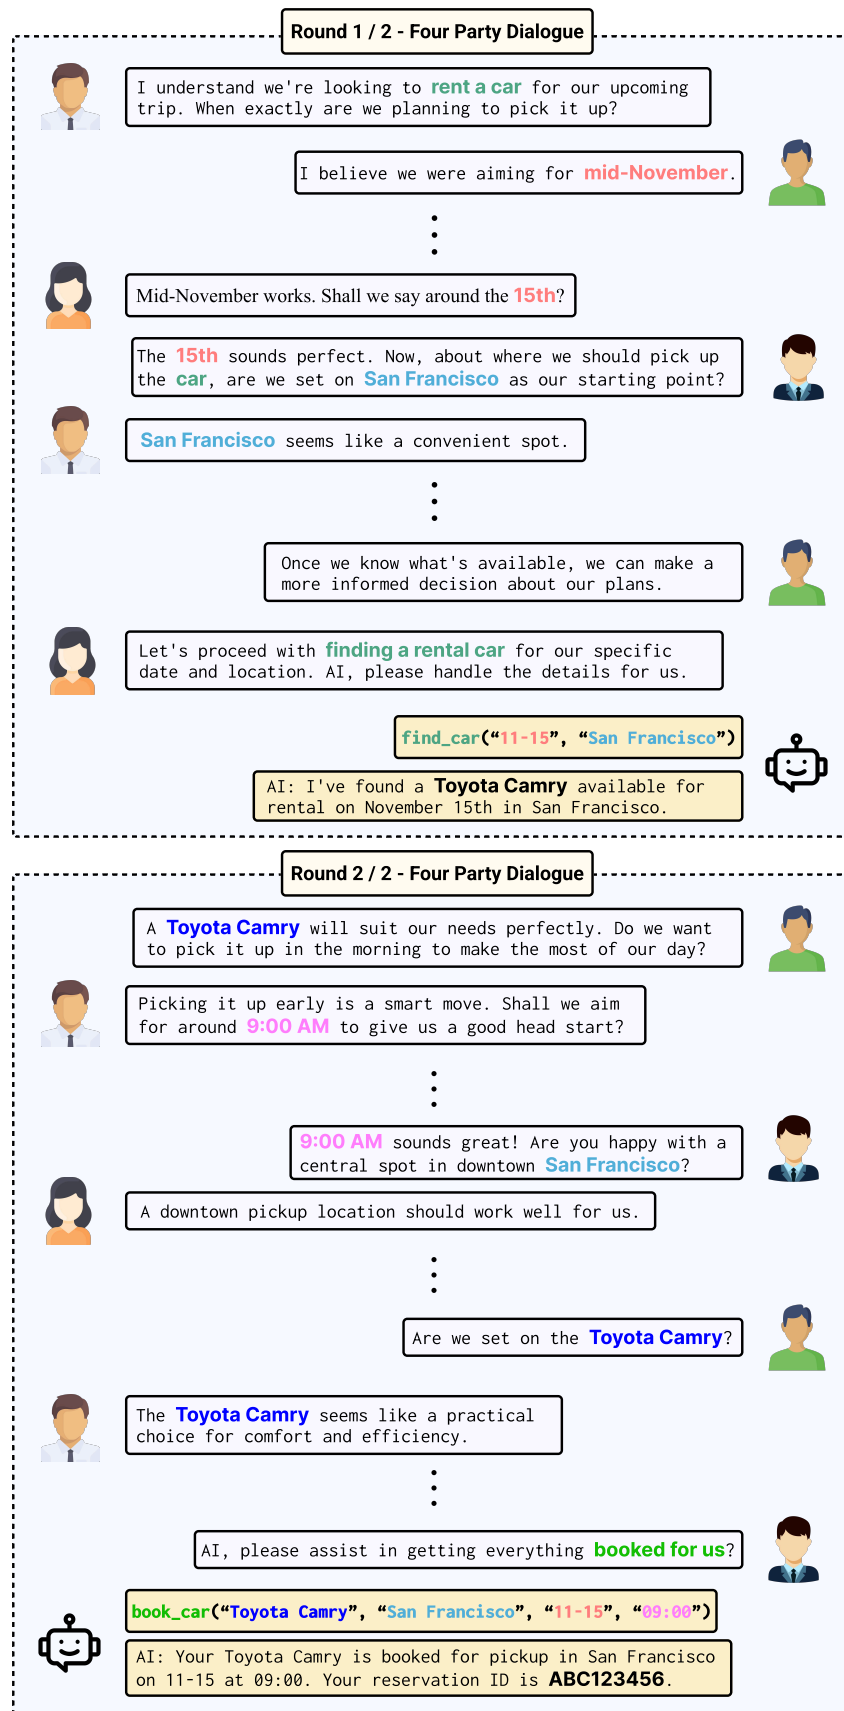 Round 1 / 2 - Four Party Dialogue
I understand we're looking to rent a car for our upcoming
trip. When exactly are we planning to pick it up?
I believe we were aiming for mid-November.
Mid-November works. Shall we say around the 15th?
The 15th sounds perfect. Now, about where we should pick up
the car, are we set on San Francisco as our starting point?
San Francisco seems like a convenient spot.
Once we know what's available, we can make a
more informed decision about our plans.
Let's proceed with finding a rental car for our specific
date and location. AI, please handle the details for us.
find_car(“11-15”, “San Francisco”)
AI: I've found a Toyota Camry available for
rental on November 15th in San Francisco.
Round 2 / 2 - Four Party Dialogue
A Toyota Camry will suit our needs perfectly. Do we want
to pick it up in the morning to make the most of our day?
Picking it up early is a smart move. Shall we aim
for around 9:00 AM to give us a good head start?
9:00 AM sounds great! Are you happy with a
central spot in downtown San Francisco?
A downtown pickup location should work well for us.
Are we set on the Toyota Camry?
The Toyota Camry seems like a practical
choice for comfort and efficiency.
AI, please assist in getting everything booked for us?
book_car(“Toyota Camry”, “San Francisco”, “11-15”, “09:00”)
AI: Your Toyota Camry is booked for pickup in San Francisco
on 11-15 at 09:00. Your reservation ID is ABC123456.